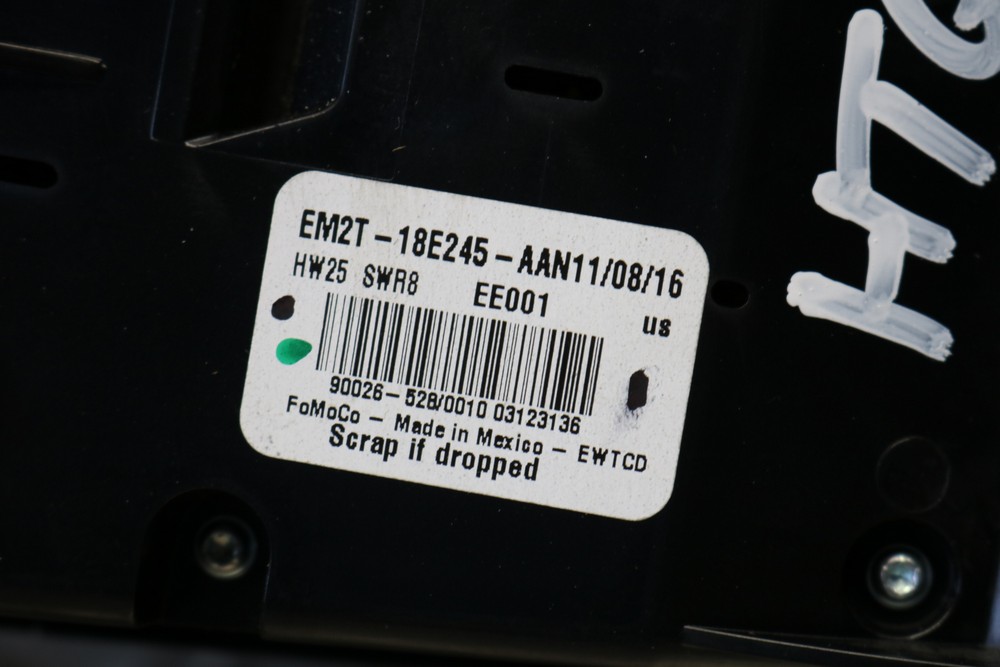 EM2T-18E245-AAN11/08/16
HW25 SWR8 EE001
us
90026-528/0010 03123136
FoMoCo - Made in Mexico - EWTCD
Scrap if dropped